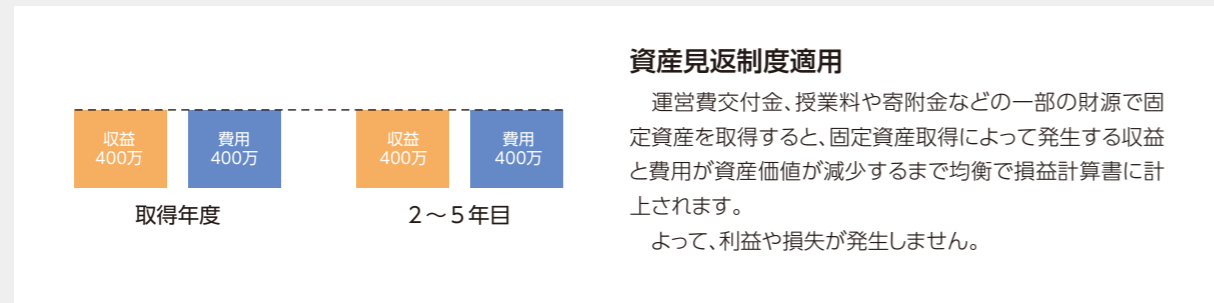 収益
400万
費用
400万
収益
400万
費用
400万
取得年度
２～５年目
資産見返制度適用
　運営費交付金、授業料や寄附金などの一部の財源で固
定資産を取得すると、固定資産取得によって発生する収益
と費用が資産価値が減少するまで均衡で損益計算書に計
上されます。
　よって、利益や損失が発生しません。